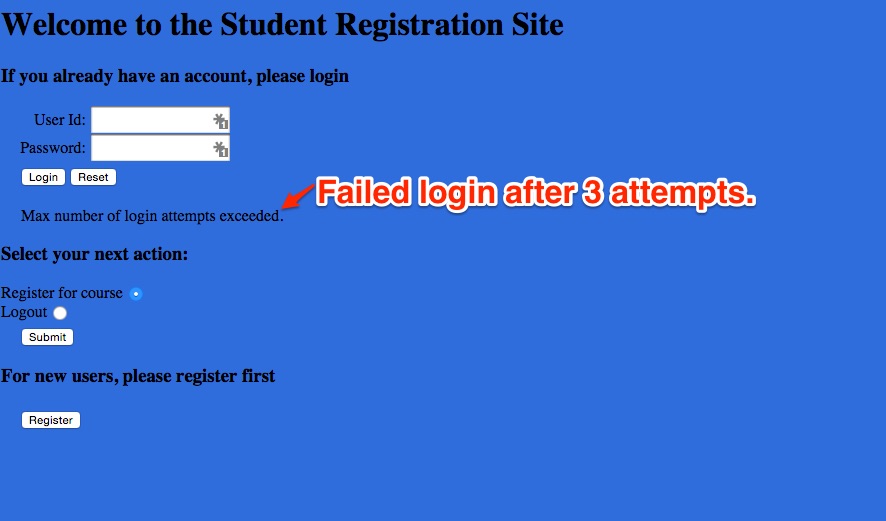 Welcome to the Student Registration Site
If you already have an account, please login
User Id:
Password:
Login Reset
Failed login after 3 attempts.
Max number of login attempts exceeded.
Select your next action:
Register for course
Logout
Submit
For new users, please register first
Register